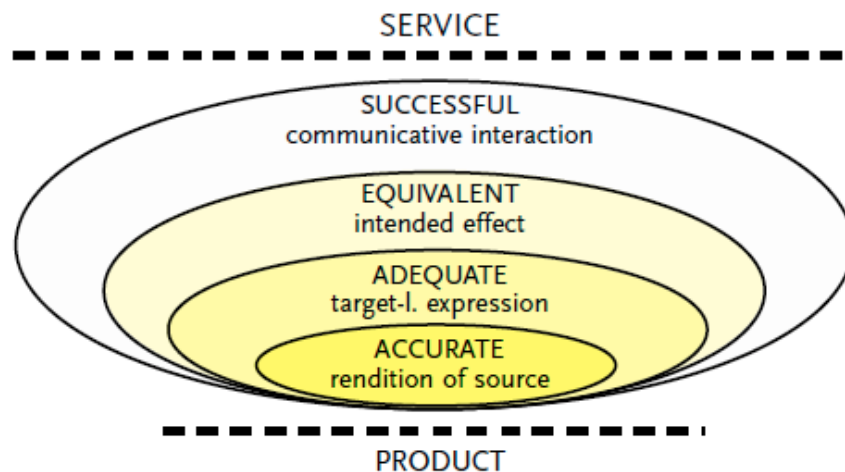 SERVICE
SUCCESSFUL
communicative interaction
EQUIVALENT
intended effect
ADEQUATE
target-l. expression
ACCURATE
rendition of source
PRODUCT